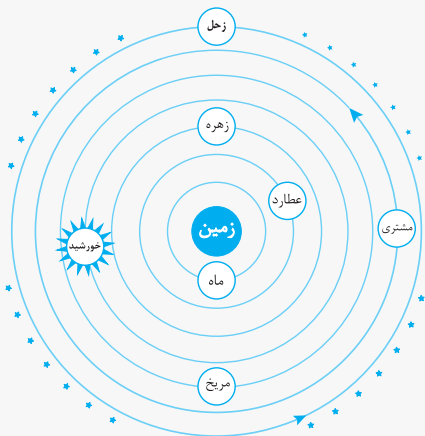 زحل
زهره
عطارد
زمین
مشتری
خورشید
ماه
مریخ